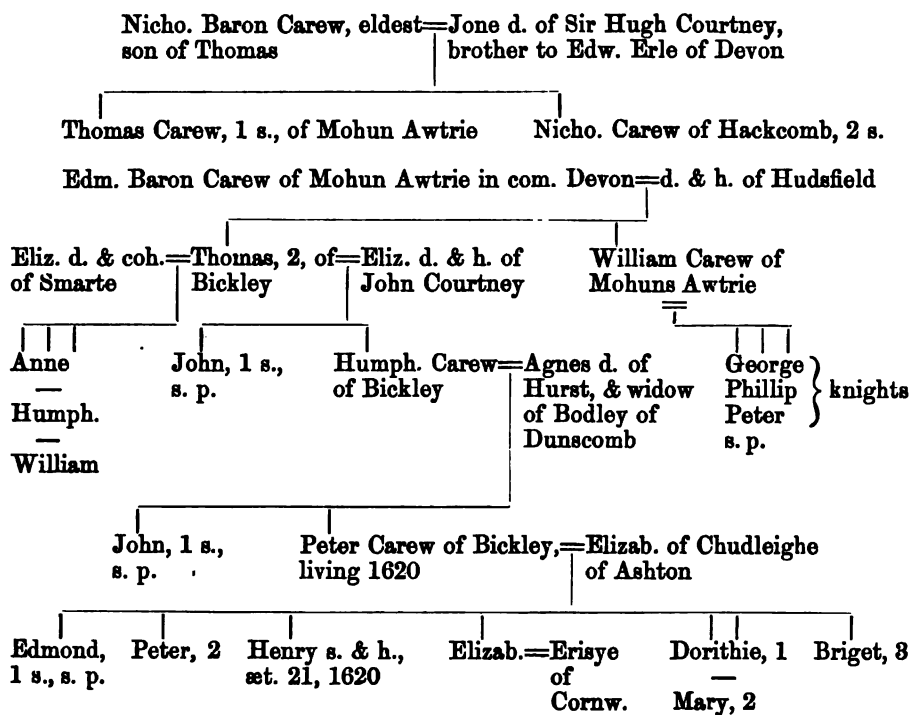 Nicho. Baron Carew, eldest=Jone d. of Sir Hugh Courtney,
son of Thomas brother to Edw. Erle of Devon
Thomas Carew, 1 s., of Mohun Awtrie Nicho. Carew of Hackcomb, 2 s.
Edm. Baron Carew of Mohun Awtrie in com. Devon=d. & h. of Hudsfield
Eliz. d. & coh.=Thomas, 2, of=Eliz. d. & h. of William Carew of
of Smarte Bickley John Courtney Mohuns Awtrie
=
Anne John, 1 s., Humph. Carew=Agnes d. of George
— s. p. of Bickley Hurst, & widow Phillip } knights
Humph. of Bodley of Peter
— Dunscomb s. p.
William
John, 1 s., Peter Carew of Bickley,=Elizab. of Chudleighe
s. p. living 1620 of Ashton
Edmond, Peter, 2 Henry s. & h., Elizab.=Erisye Dorithie, 1 Briget, 3
1 s., s. p. æt. 21, 1620 of —
Cornw. Mary, 2